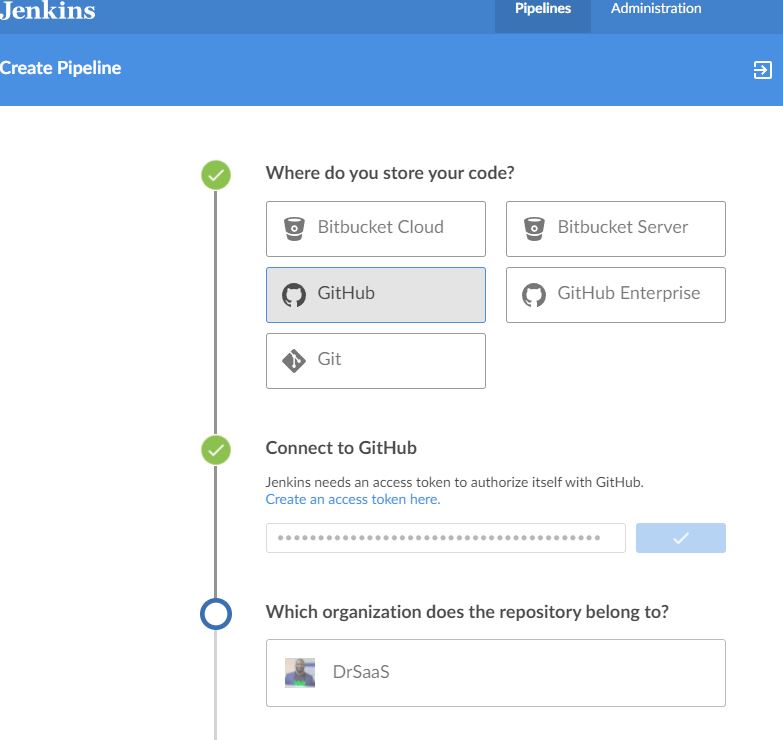 Jenkins
Pipelines
Administration
Create Pipeline
Where do you store your code?
Bitbucket Cloud
Bitbucket Server
GitHub
GitHub Enterprise
Git
Connect to GitHub
Jenkins needs an access token to authorize itself with GitHub.
Create an access token here.
Which organization does the repository belong to?
DrSaaS